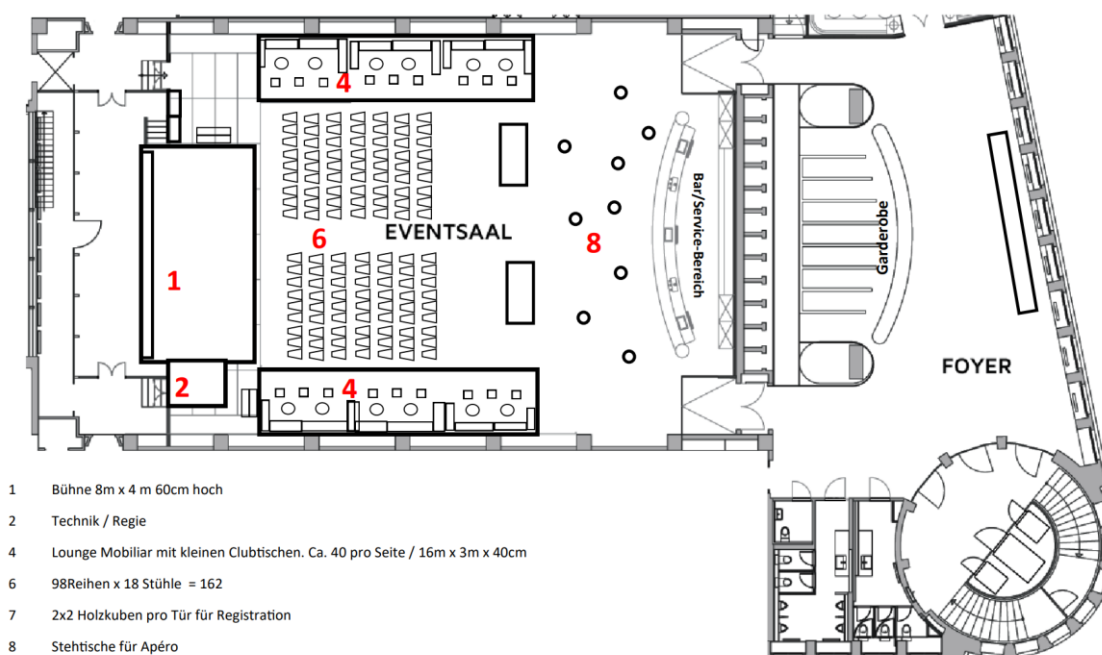 4
6
EVENTSAAL
8
Bar/Service-Bereich
Garderobe
1
FOYER
2
4
1 Bühne 8m x 4 m 60cm hoch
2 Technik / Regie
4 Lounge Mobiliar mit kleinen Clubtischen. Ca. 40 pro Seite / 16m x 3m x 40cm
6 98Reihen x 18 Stühle = 162
7 2x2 Holzkuben pro Tür für Registration
8 Stehtische für Apéro